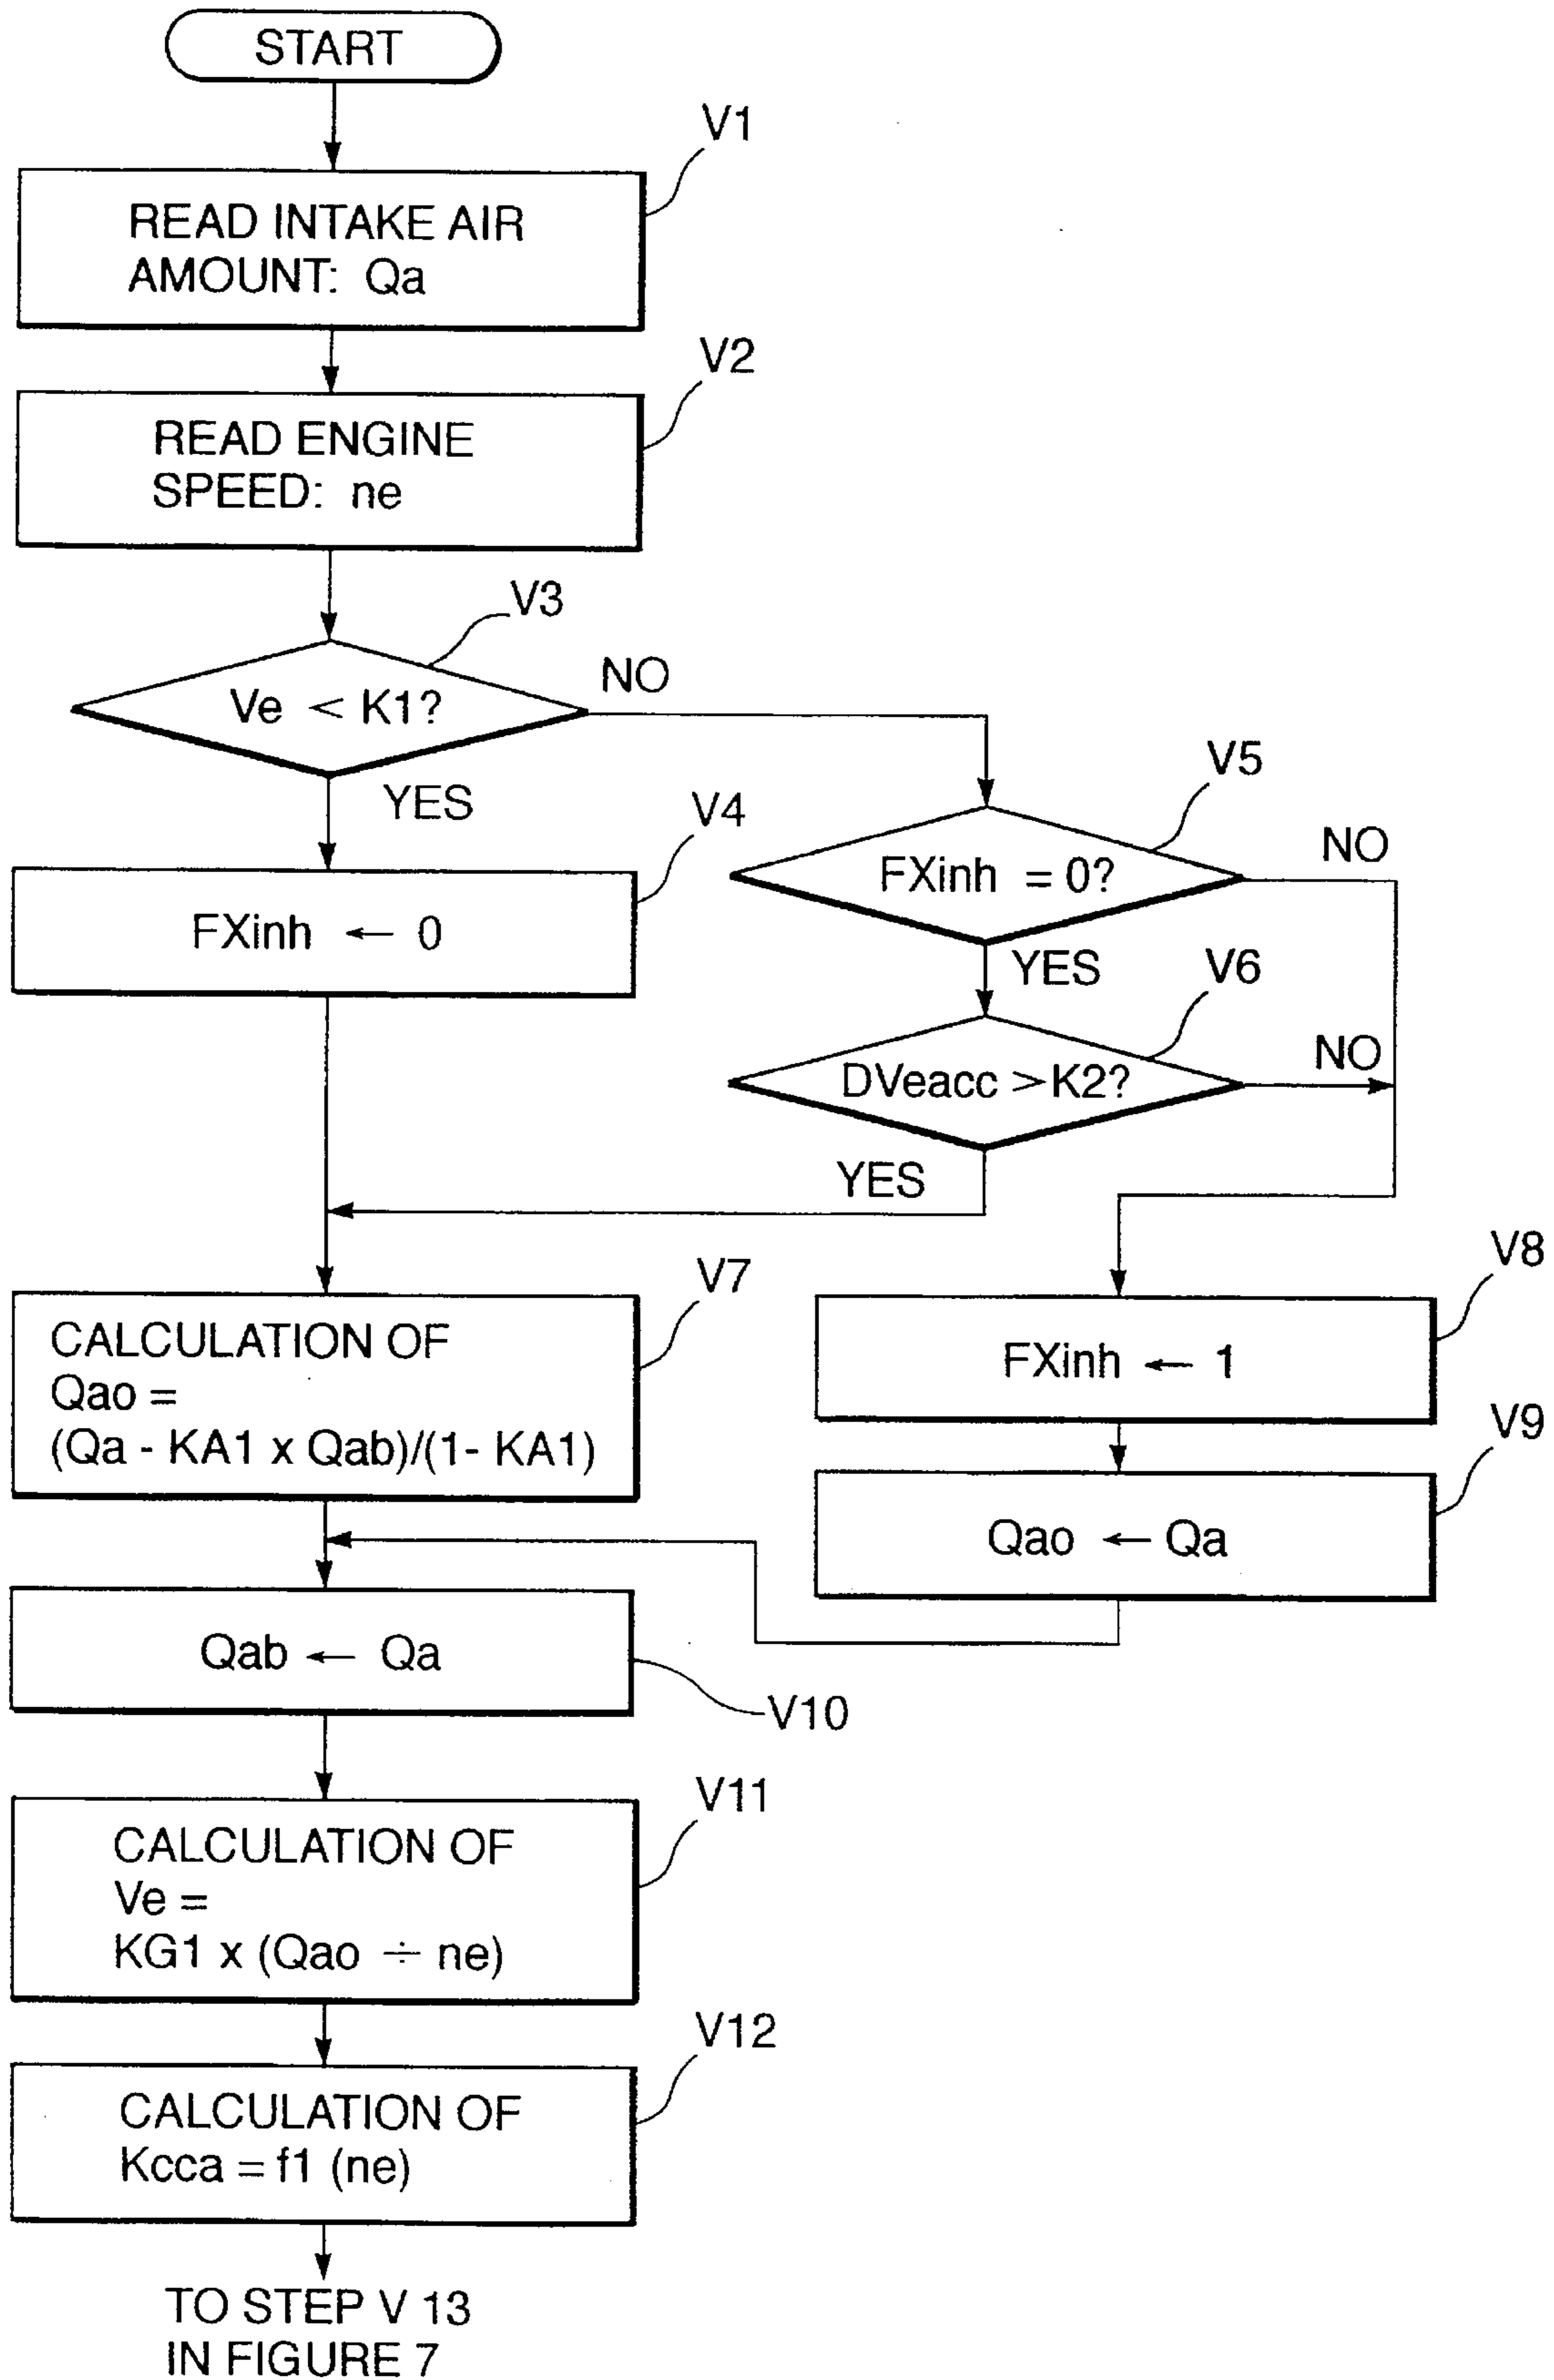 START
V1
READ INTAKE AIR
AMOUNT: Qa
V2
READ ENGINE
SPEED: ne
V3
Ve < K1?
NO
YES
V4
FXinh ← 0
V5
FXinh = 0?
NO
YES
V6
DVeacc > K2?
NO
YES
V7
CALCULATION OF
Qao =
(Qa - KA1 x Qab)/(1- KA1)
V8
FXinh ← 1
V9
Qao ← Qa
Qab ← Qa
V10
V11
CALCULATION OF
Ve =
KG1 x (Qao ÷ ne)
V12
CALCULATION OF
Kcca = f1 (ne)
TO STEP V 13
IN FIGURE 7